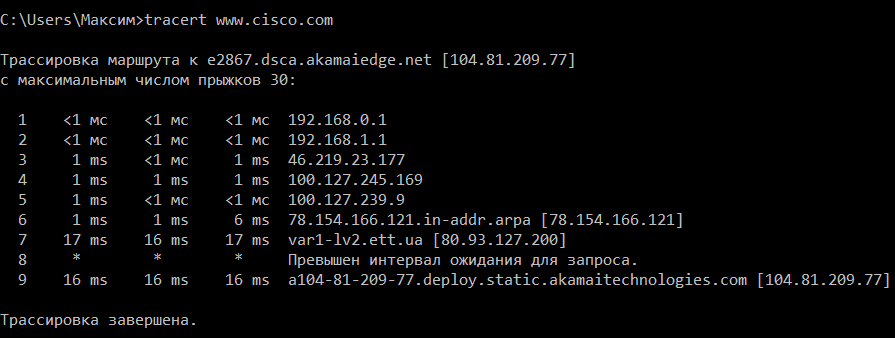 C:\Users\Максим>tracert www.cisco.com
Трассировка маршрута к e2867.dsca.akamaiedge.net [104.81.209.77]
с максимальным числом прыжков 30:
1 <1 мс <1 мс <1 мс 192.168.0.1
2 <1 мс <1 мс <1 мс 192.168.1.1
3 1 ms <1 мс 1 ms 46.219.23.177
4 1 ms 1 ms 1 ms 100.127.245.169
5 1 ms <1 мс <1 мс 100.127.239.9
6 1 ms 1 ms 6 ms 78.154.166.121.in-addr.arpa [78.154.166.121]
7 17 ms 16 ms 17 ms var1-lv2.ett.ua [80.93.127.200]
8 * * * Превышен интервал ожидания для запроса.
9 16 ms 16 ms 16 ms a104-81-209-77.deploy.static.akamaitechnologies.com [104.81.209.77]
Трассировка завершена.